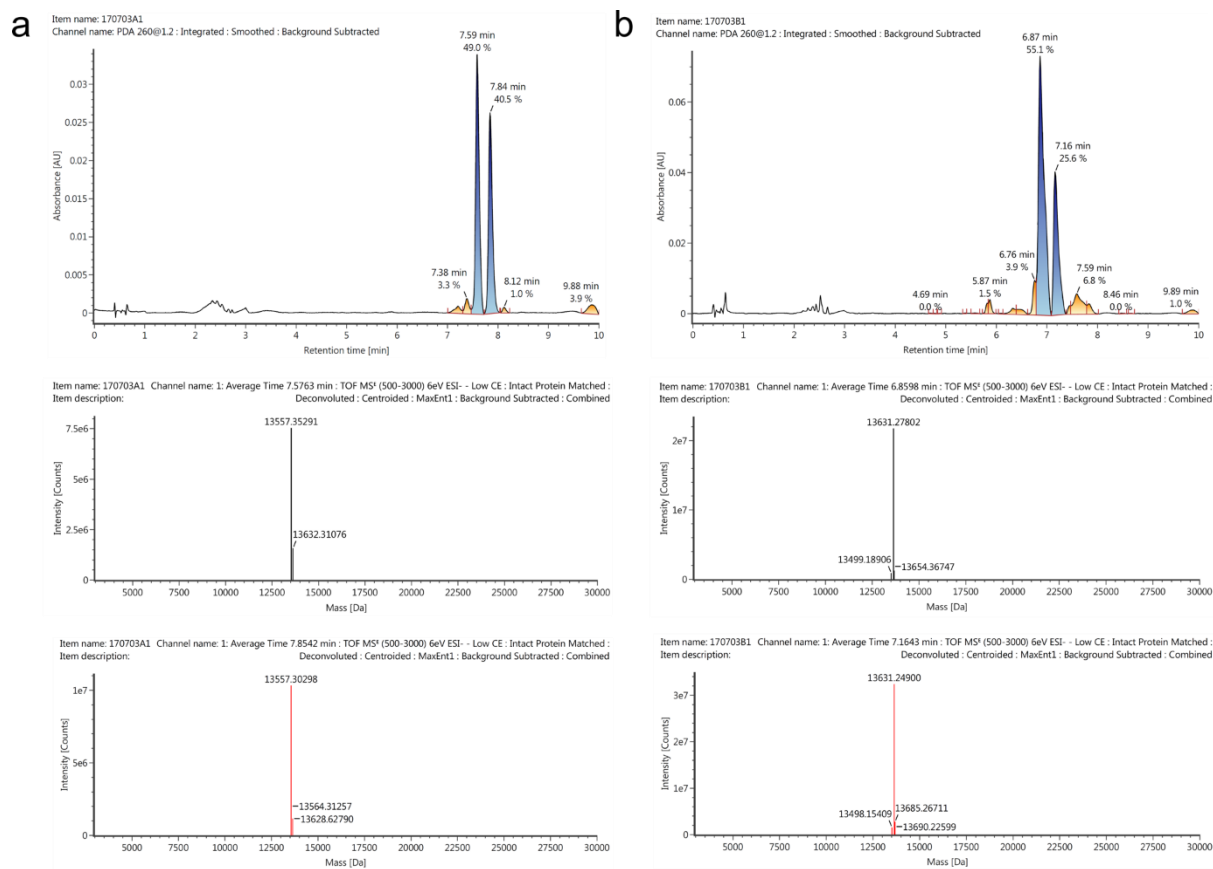 a
Item name: 170703A1
Channel name: PDA 260@1.2 : Integrated : Smoothed : Background Subtracted
7.59 min
49.0 %
7.84 min
40.5 %
7.38 min
3.3 %
8.12 min
1.0 %
9.88 min
3.9 %
0.03
0.025
0.02
0.015
0.01
0.005
0
Absorbance [AU]
0 1 2 3 4 5 6 7 8 9 10
Retention time [min]
b
Item name: 170703B1
Channel name: PDA 260@1.2 : Integrated : Smoothed : Background Subtracted
6.87 min
55.1 %
7.16 min
25.6 %
6.76 min
3.9 %
7.59 min
6.8 %
5.87 min
1.5 %
4.69 min
0.0 %
8.46 min
0.0 %
9.89 min
1.0 %
0.06
0.04
0.02
0
Absorbance [AU]
0 1 2 3 4 5 6 7 8 9 10
Retention time [min]
Item name: 170703A1 Channel name: 1: Average Time 7.5763 min : TOF MSᴱ (500-3000) 6eV ESI- - Low CE : Intact Protein Matched :
Item description: Deconvoluted : Centroided : MaxEnt1 : Background Subtracted : Combined
13557.35291
13632.31076
7.5e6
5e6
2.5e6
0
Intensity [Counts]
5000 7500 10000 12500 15000 17500 20000 22500 25000 27500 30000
Mass [Da]
Item name: 170703B1 Channel name: 1: Average Time 6.8598 min : TOF MSᴱ (500-3000) 6eV ESI- - Low CE : Intact Protein Matched :
Item description: Deconvoluted : Centroided : MaxEnt1 : Background Subtracted : Combined
13631.27802
13499.18906
13654.36747
2e7
1e7
0
Intensity [Counts]
5000 7500 10000 12500 15000 17500 20000 22500 25000 27500 30000
Mass [Da]
Item name: 170703A1 Channel name: 1: Average Time 7.8542 min : TOF MSᴱ (500-3000) 6eV ESI- - Low CE : Intact Protein Matched :
Item description: Deconvoluted : Centroided : MaxEnt1 : Background Subtracted : Combined
13557.30298
13564.31257
13628.62790
1e7
5e6
0
Intensity [Counts]
5000 7500 10000 12500 15000 17500 20000 22500 25000 27500 30000
Mass [Da]
Item name: 170703B1 Channel name: 1: Average Time 7.1643 min : TOF MSᴱ (500-3000) 6eV ESI- - Low CE : Intact Protein Matched :
Item description: Deconvoluted : Centroided : MaxEnt1 : Background Subtracted : Combined
13631.24900
13498.15409
13685.26711
13690.22599
3e7
2e7
1e7
0
Intensity [Counts]
5000 7500 10000 12500 15000 17500 20000 22500 25000 27500 30000
Mass [Da]